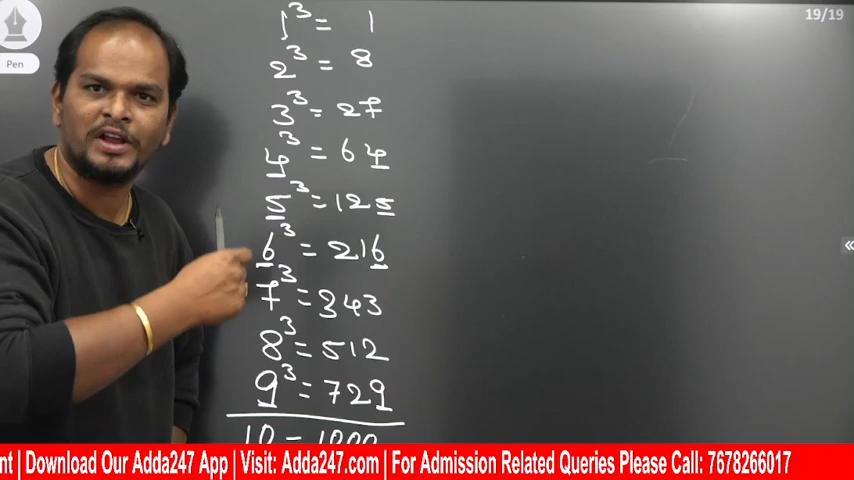 19/19
Pen
1³ = 1
2³ = 8
3³ = 27
4³ = 64
5³ = 125
6³ = 216
7³ = 343
8³ = 512
9³ = 729
10 = 1000
nt | Download Our Adda247 App | Visit: Adda247.com | For Admission Related Queries Please Call: 7678266017